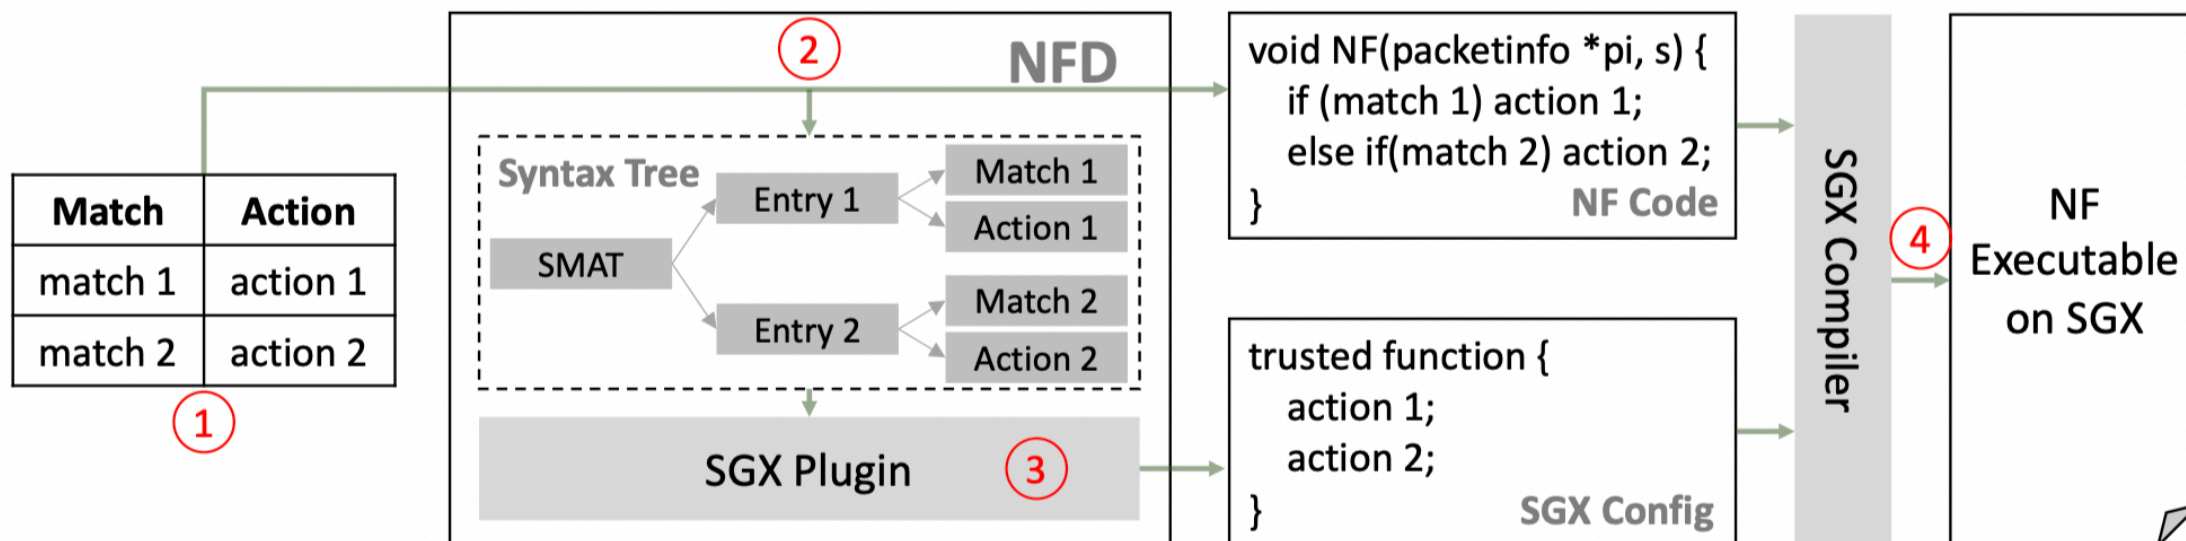 Match Action
match 1 action 1
match 2 action 2
1
2
NFD
Syntax Tree
SMAT
Entry 1
Match 1
Action 1
Entry 2
Match 2
Action 2
SGX Plugin
3
void NF(packetinfo *pi, s) {
if (match 1) action 1;
else if(match 2) action 2;
}
NF Code
trusted function {
action 1;
action 2;
}
SGX Config
SGX Compiler
4
NF
Executable
on SGX